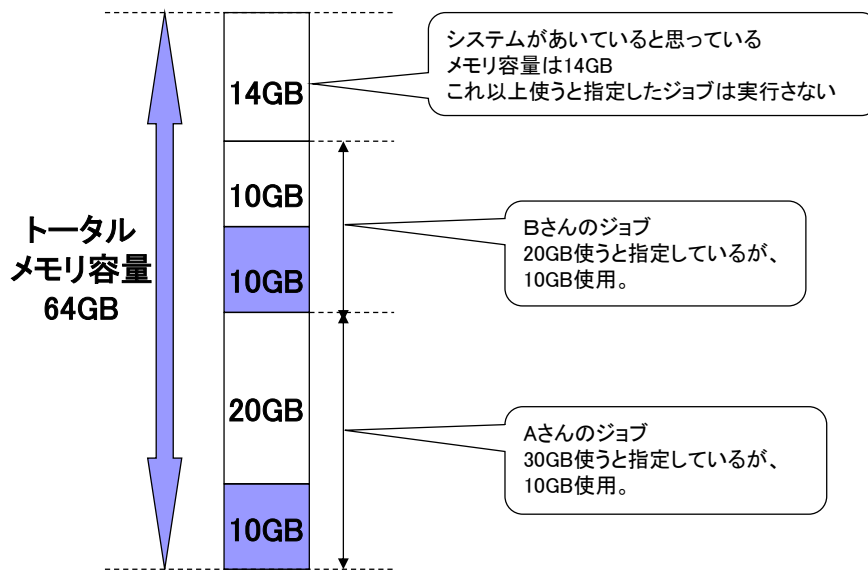 システムがあいていると思っている
メモリ容量は14GB
これ以上使うと指定したジョブは実行さない
14GB
10GB
Bさんのジョブ
20GB使うと指定しているが、
10GB使用。
トータル
メモリ容量
64GB
10GB
20GB
Aさんのジョブ
30GB使うと指定しているが、
10GB使用。
10GB